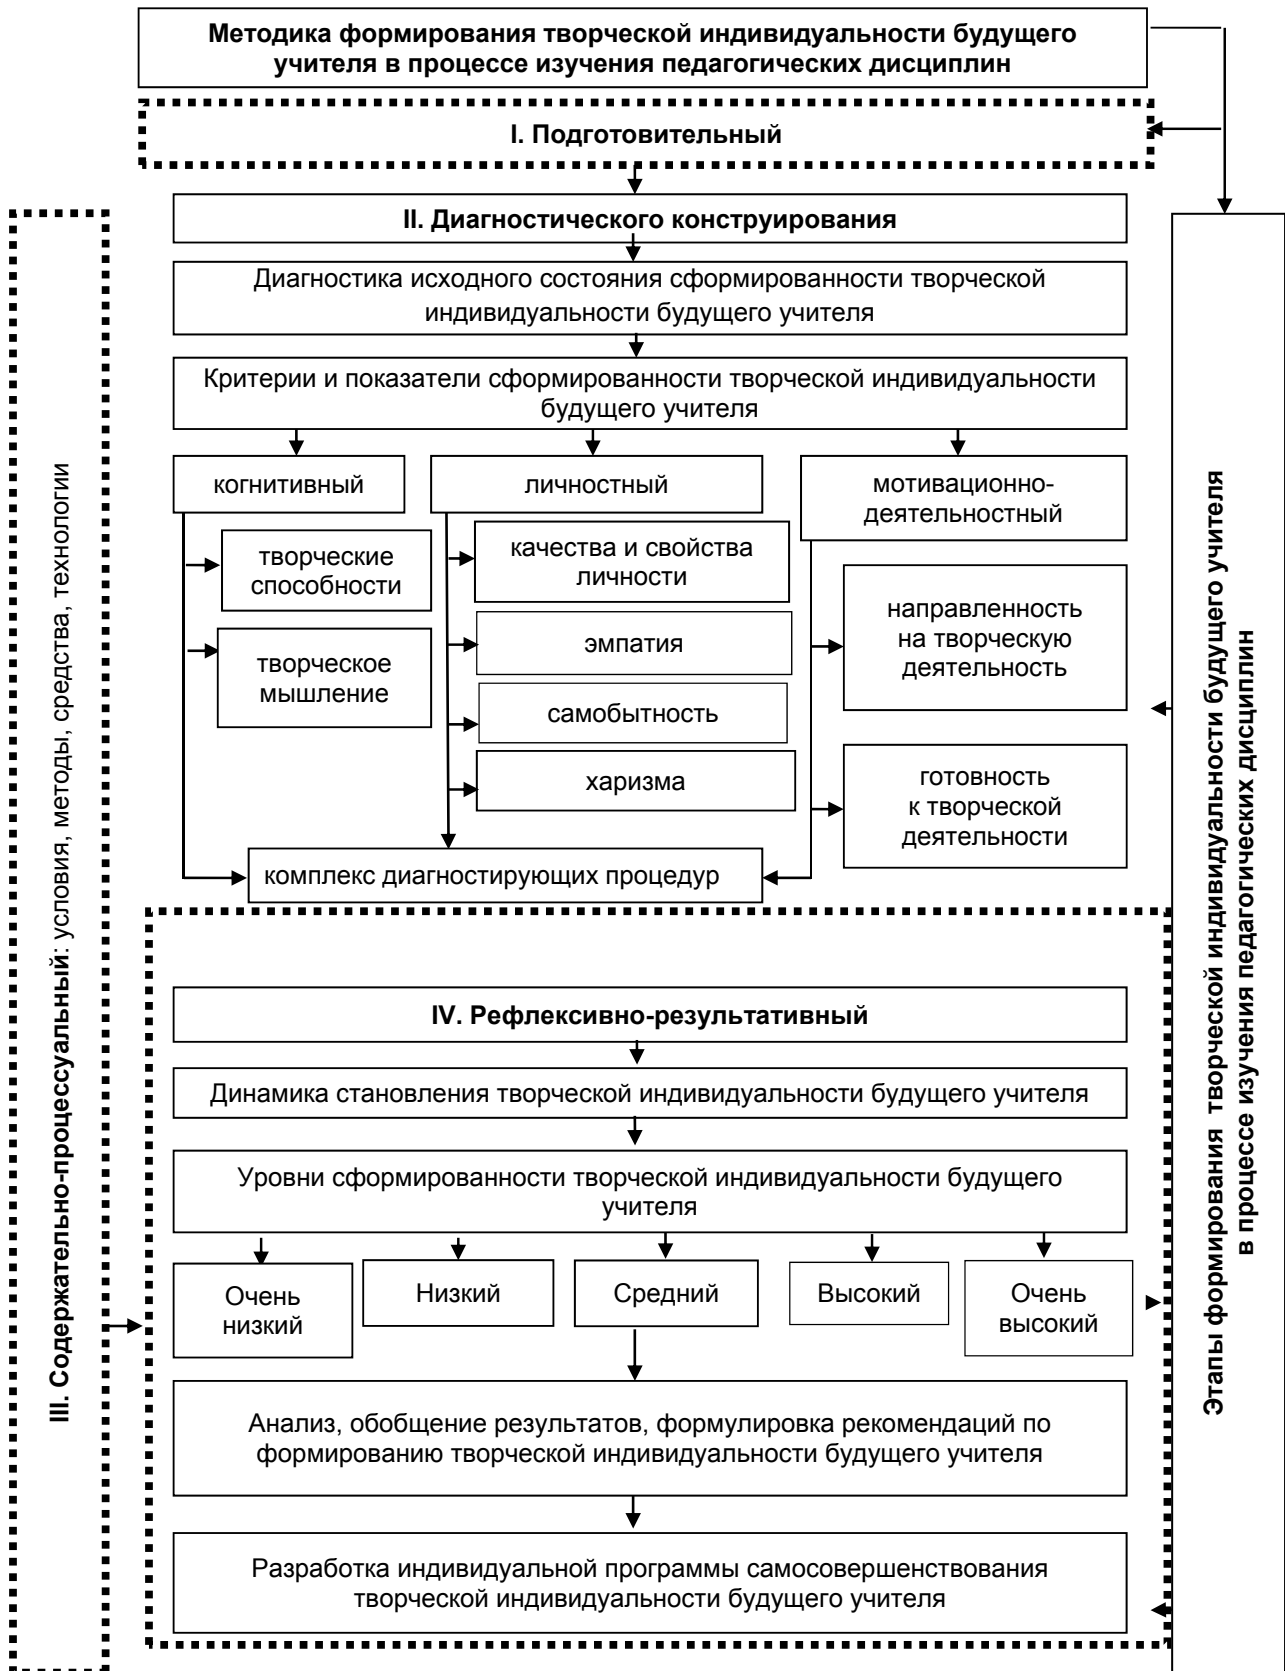 Методика формирования творческой индивидуальности будущего
учителя в процессе изучения педагогических дисциплин
I. Подготовительный
II. Диагностического конструирования
Диагностика исходного состояния сформированности творческой
индивидуальности будущего учителя
Критерии и показатели сформированности творческой индивидуальности
будущего учителя
когнитивный
личностный
мотивационно-
деятельностный
творческие
способности
творческое
мышление
качества и свойства
личности
эмпатия
самобытность
харизма
направленность
на творческую
деятельность
готовность
к творческой
деятельности
комплекс диагностирующих процедур
III. Содержательно-процессуальный: условия, методы, средства, технологии
IV. Рефлексивно-результативный
Динамика становления творческой индивидуальности будущего учителя
Уровни сформированности творческой индивидуальности будущего
учителя
Очень
низкий
Низкий
Средний
Высокий
Очень
высокий
Анализ, обобщение результатов, формулировка рекомендаций по
формированию творческой индивидуальности будущего учителя
Разработка индивидуальной программы самосовершенствования
творческой индивидуальности будущего учителя
Этапы формирования творческой индивидуальности будущего учителя
в процессе изучения педагогических дисциплин